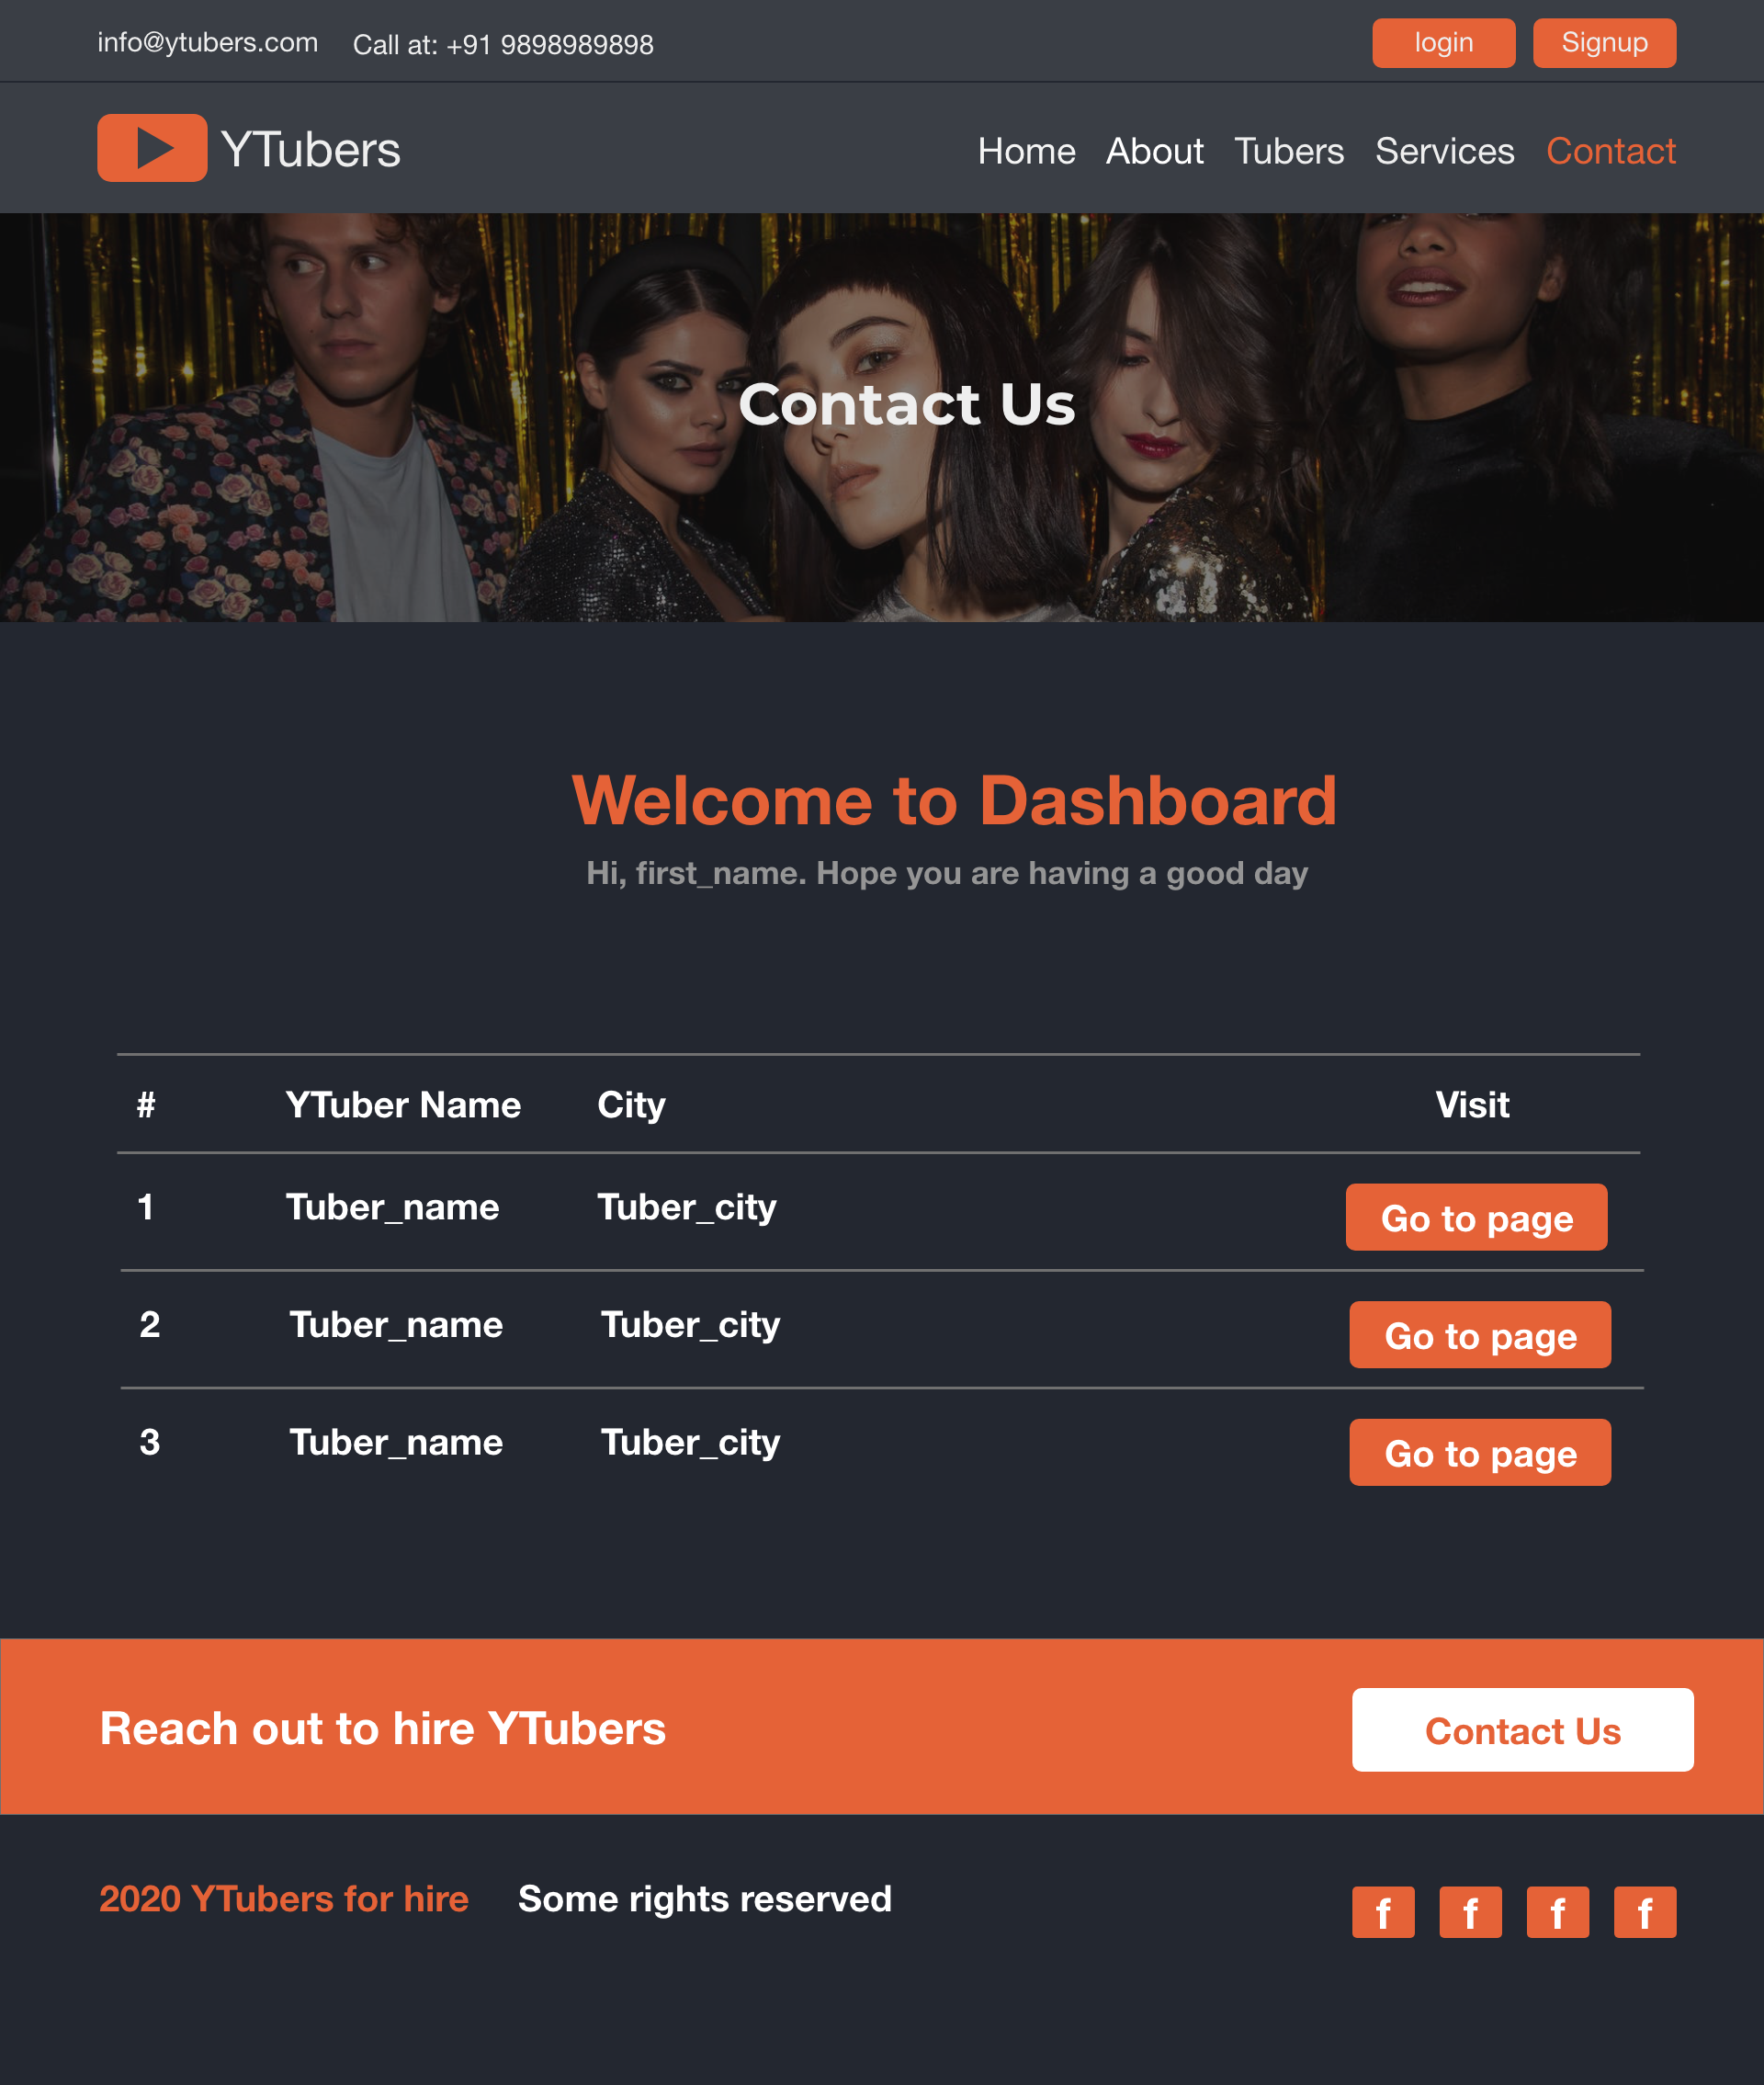 info@ytubers.com Call at: +91 9898989898 login Signup
YTubers Home About Tubers Services Contact
Contact Us
Welcome to Dashboard
Hi, first_name. Hope you are having a good day
# YTuber Name City Visit
1 Tuber_name Tuber_city Go to page
2 Tuber_name Tuber_city Go to page
3 Tuber_name Tuber_city Go to page
Reach out to hire YTubers Contact Us
2020 YTubers for hire Some rights reserved f f f f